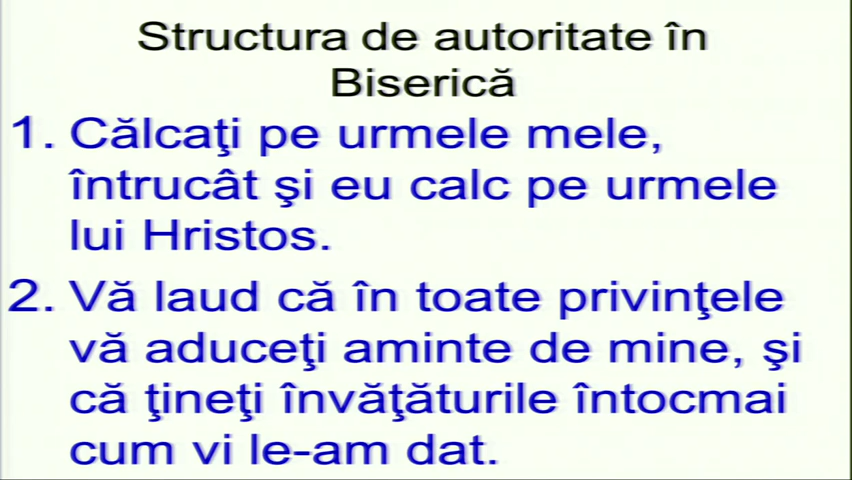 Structura de autoritate în
Biserică
1. Călcaţi pe urmele mele,
întrucât şi eu calc pe urmele
lui Hristos.
2. Vă laud că în toate privinţele
vă aduceţi aminte de mine, şi
că ţineţi învăţăturile întocmai
cum vi le-am dat.